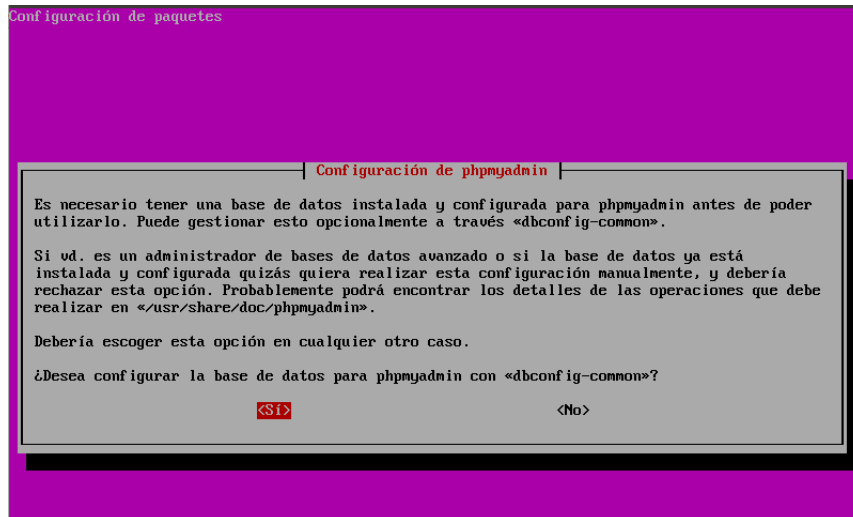 Configuración de paquetes
Configuración de phpmyadmin
Es necesario tener una base de datos instalada y configurada para phpmyadmin antes de poder
utilizarlo. Puede gestionar esto opcionalmente a través «dbconfig-common».
Si vd. es un administrador de bases de datos avanzado o si la base de datos ya está
instalada y configurada quizás quiera realizar esta configuración manualmente, y debería
rechazar esta opción. Probablemente podrá encontrar los detalles de las operaciones que debe
realizar en «/usr/share/doc/phpmyadmin».
Debería escoger esta opción en cualquier otro caso.
¿Desea configurar la base de datos para phpmyadmin con «dbconfig-common»?
<Sí> <No>